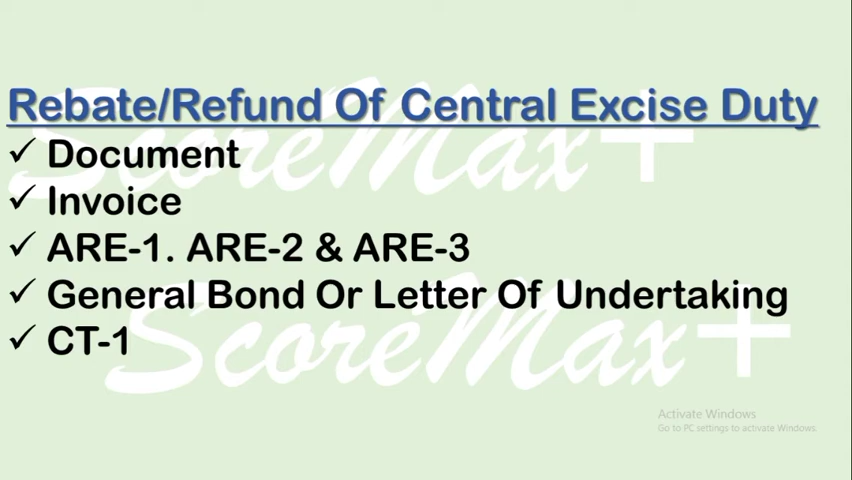 Rebate/Refund Of Central Excise Duty
✓ Document
✓ Invoice
✓ ARE-1. ARE-2 & ARE-3
✓ General Bond Or Letter Of Undertaking
✓ CT-1
ScoreMax+
ScoreMax+
Activate Windows
Go to PC settings to activate Windows.